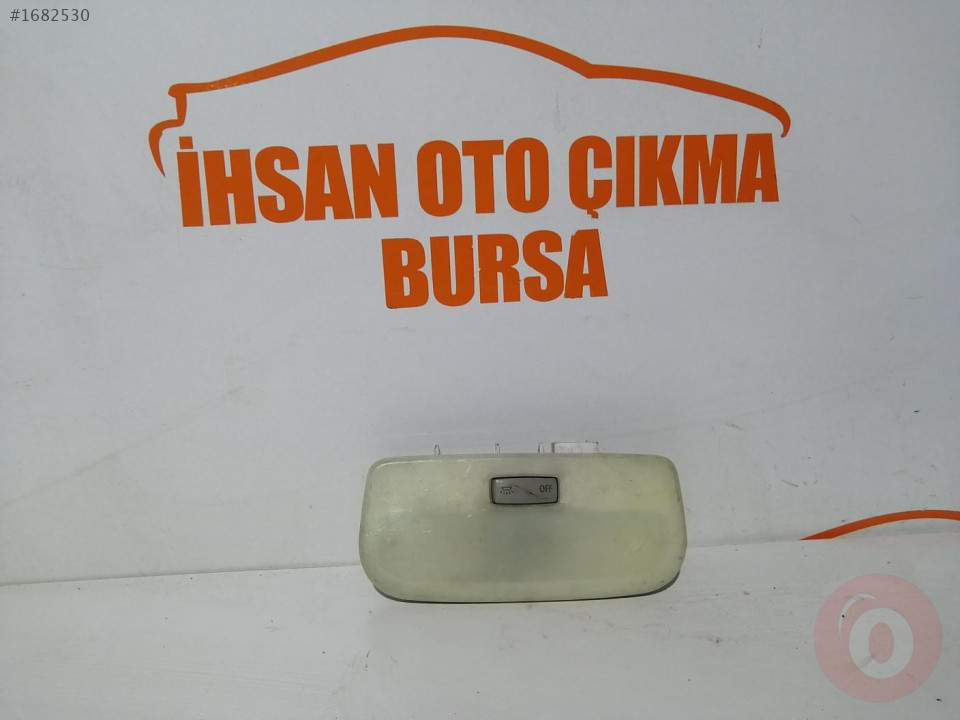 #1682530
İHSAN OTO ÇIKMA
BURSA
OFF